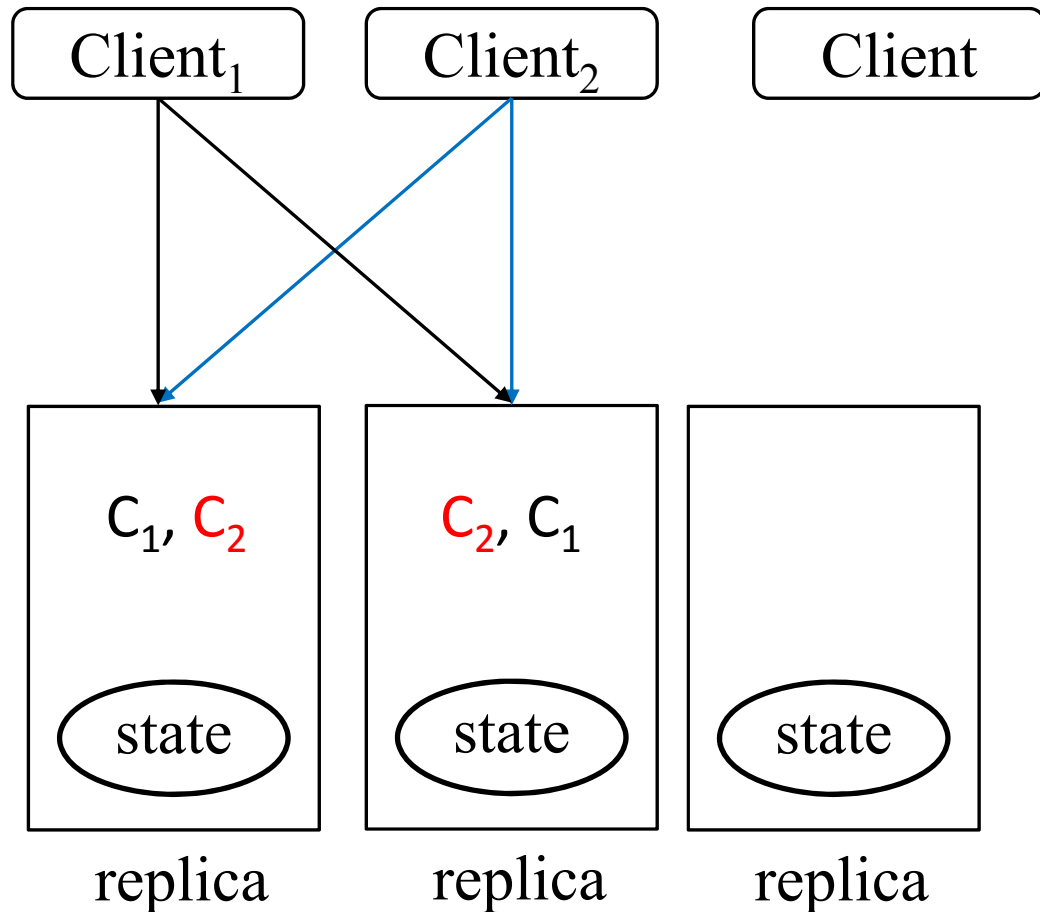 Client₁ Client₂ Client
C₁, C₂ C₂, C₁
state state state
replica replica replica